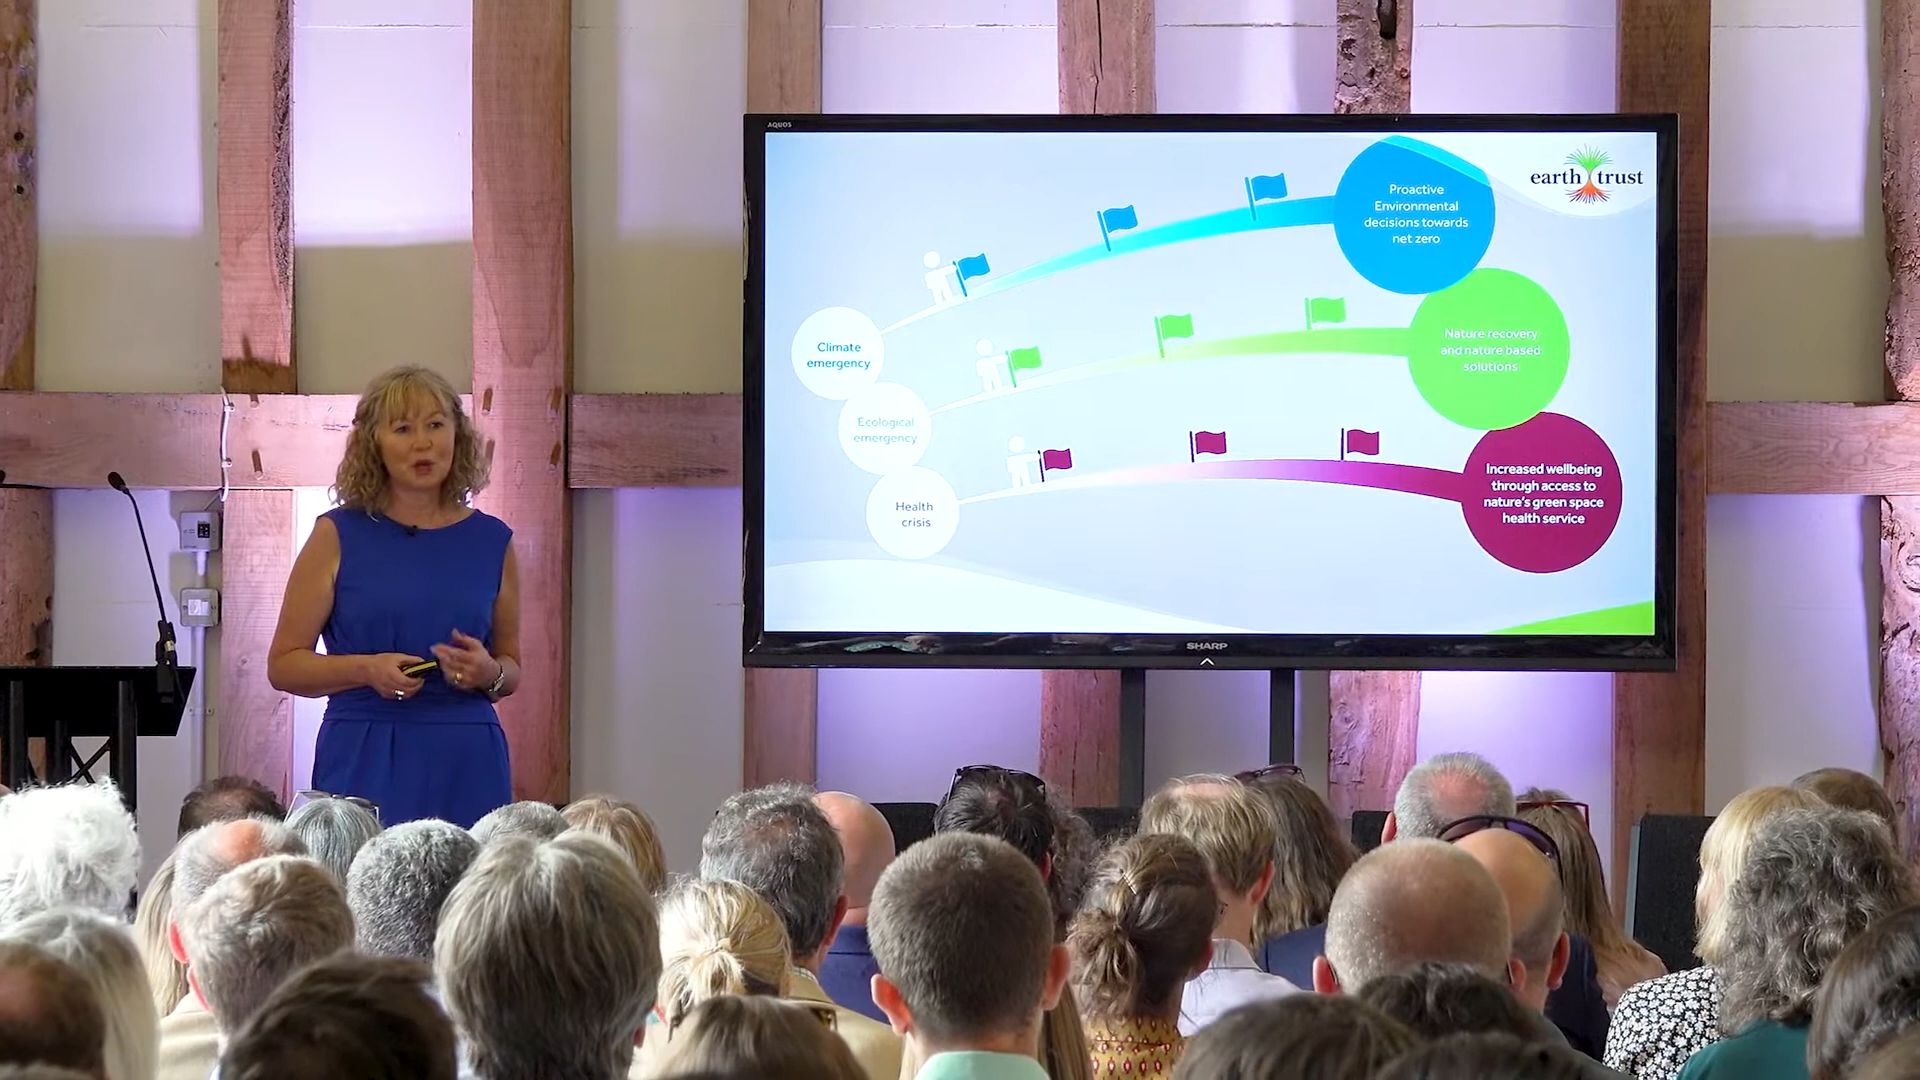 AQUOS
earth trust
Proactive
Environmental
decisions towards
net zero
Climate
emergency
Nature recovery
and nature based
solutions
Ecological
emergency
Increased wellbeing
through access to
nature's green space
health service
Health
crisis
SHARP